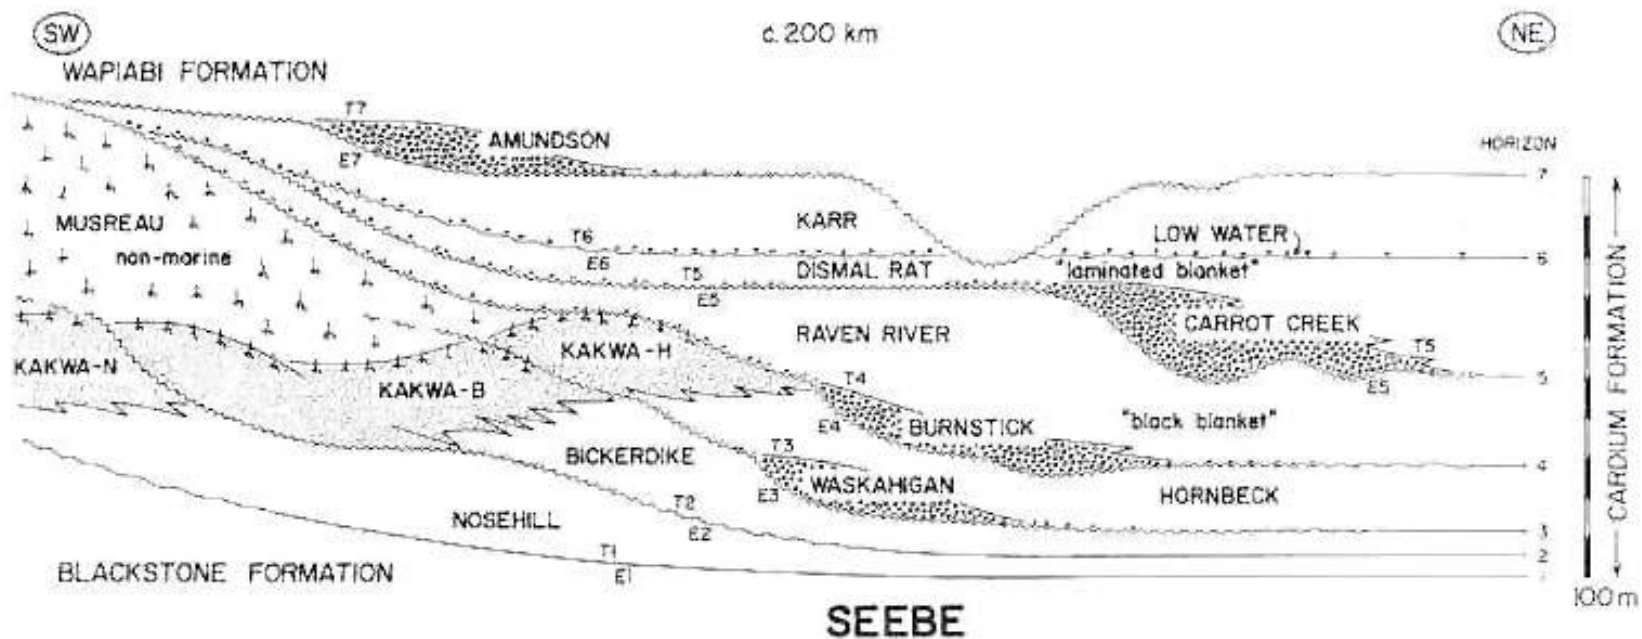 SW
c. 200 km
NE
WAPIABI FORMATION
T7
AMUNDSON
HORIZON
E7
7
MUSREAU
KARR
LOW WATER
non-marine
T6
E6
6
DISMAL RAT
"laminated blanket"
T5
E5
RAVEN RIVER
CARROT CREEK
T5
KAKWA-H
KAKWA-N
KAKWA-B
T4
E5
5
E4
BURNSTICK
"black blanket"
BICKERDIKE
T3
4
WASKAHIGAN
HORNBECK
E3
NOSEHILL
T2
E2
3
2
T1
E1
BLACKSTONE FORMATION
CARDIUM FORMATION
100 m
SEEBE